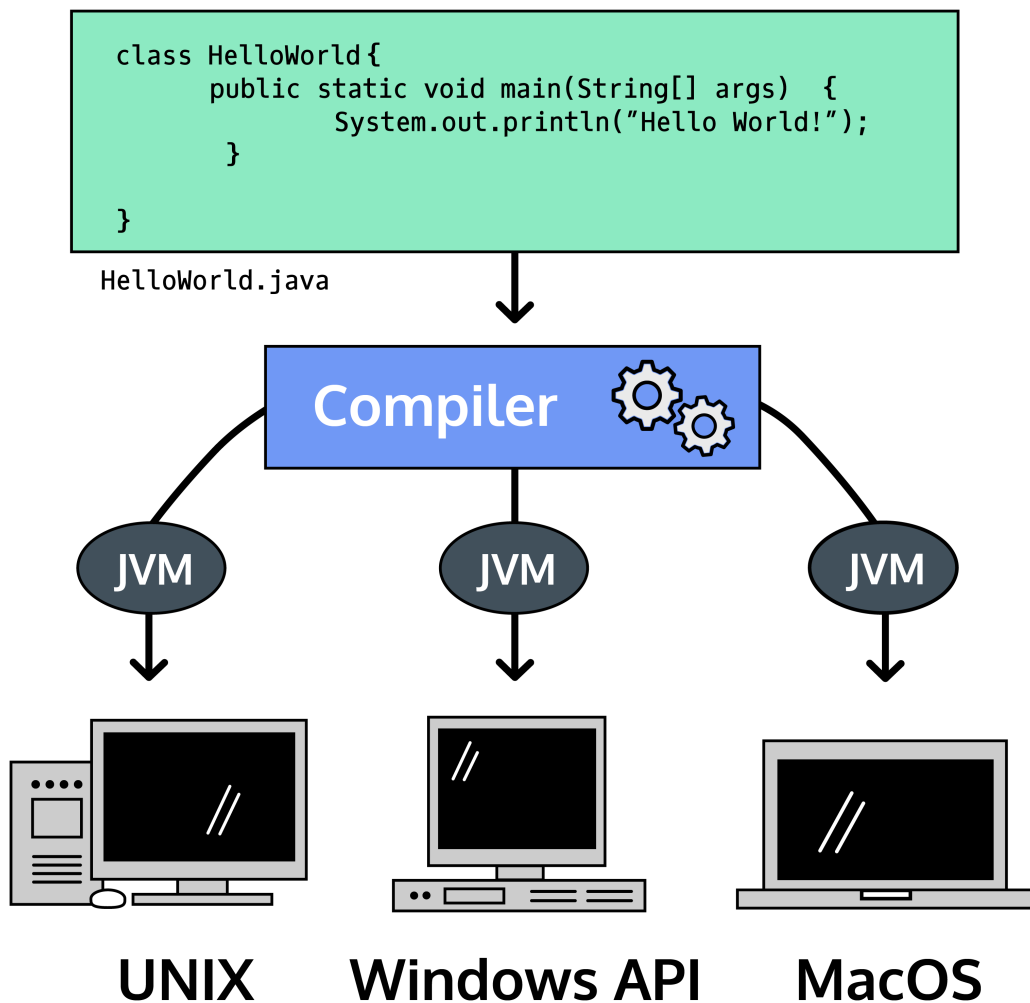 class HelloWorld{
public static void main(String[] args) {
System.out.println("Hello World!");
}
}
HelloWorld.java
Compiler
JVM JVM JVM
UNIX Windows API MacOS